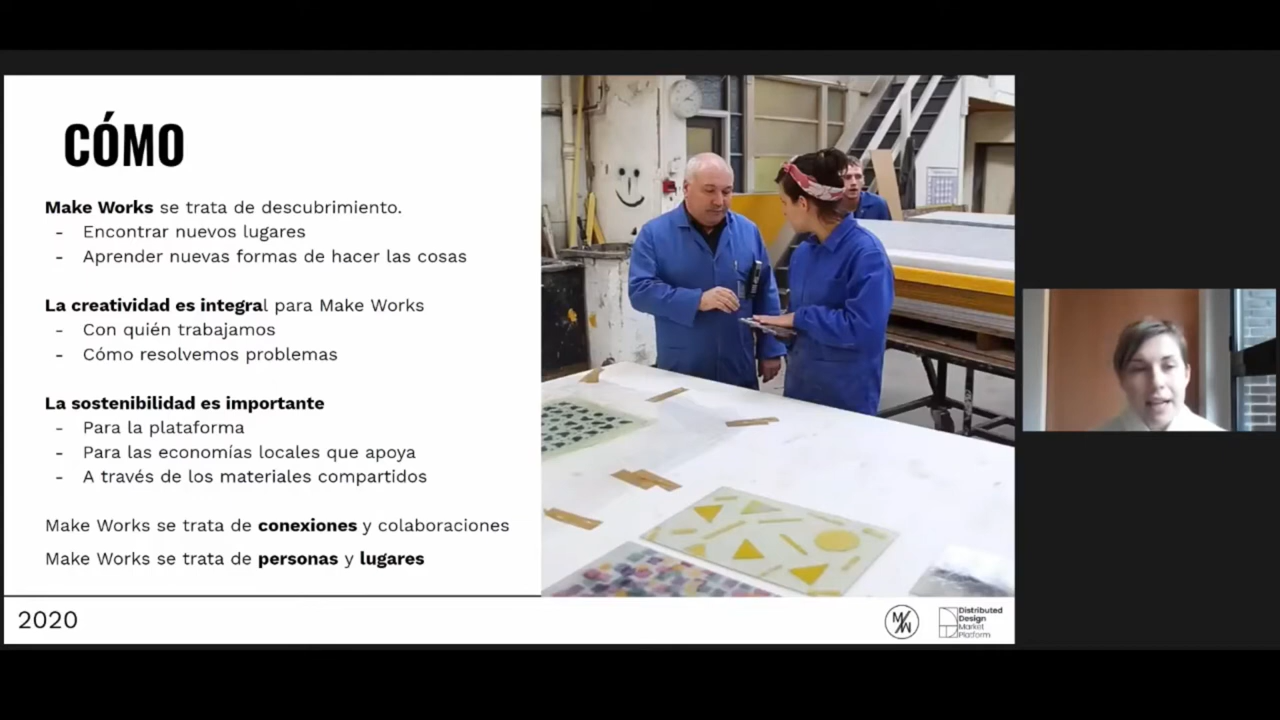 CÓMO
Make Works se trata de descubrimiento.
- Encontrar nuevos lugares
- Aprender nuevas formas de hacer las cosas
La creatividad es integral para Make Works
- Con quién trabajamos
- Cómo resolvemos problemas
La sostenibilidad es importante
- Para la plataforma
- Para las economías locales que apoya
- A través de los materiales compartidos
Make Works se trata de conexiones y colaboraciones
Make Works se trata de personas y lugares
2020
M/W
Distributed
Design
Market
Platform